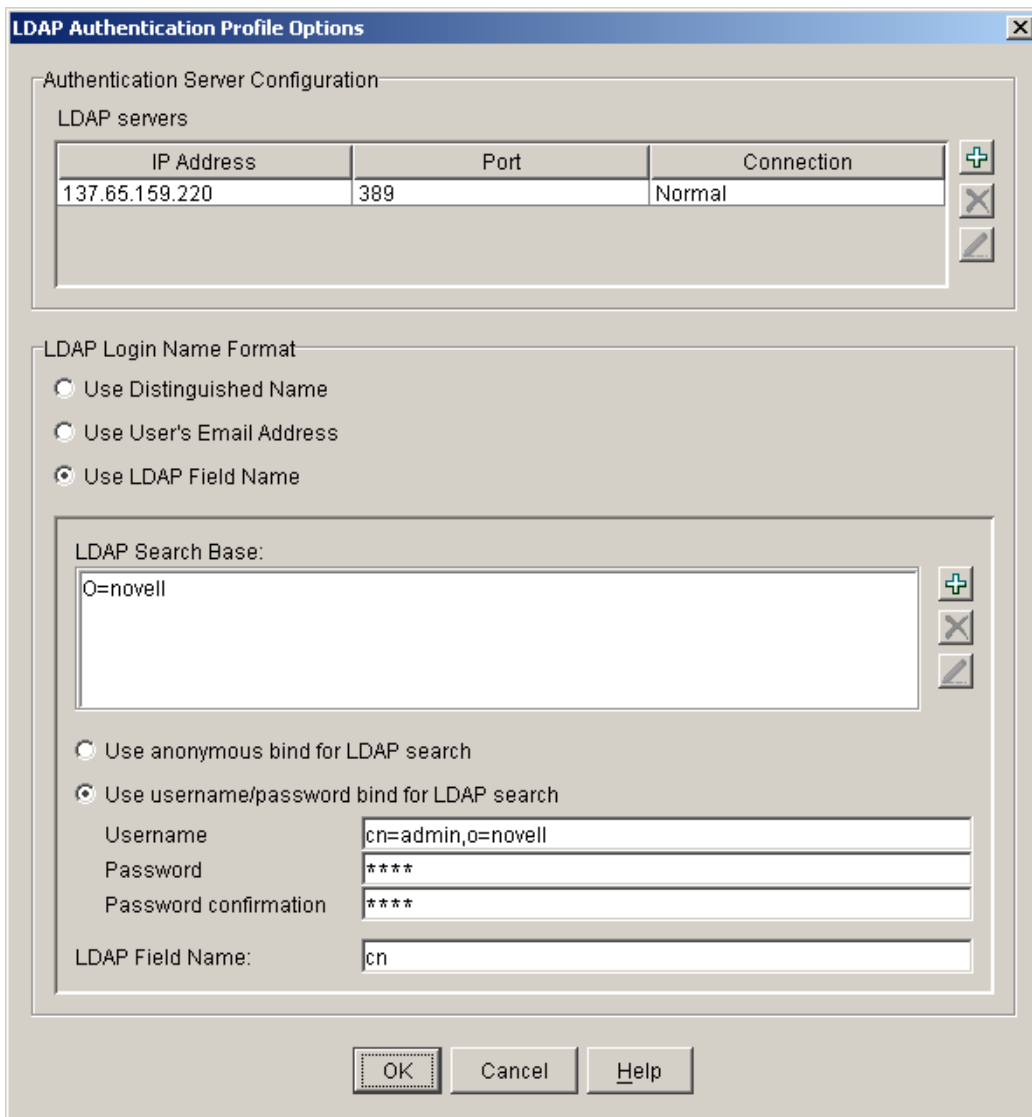 LDAP Authentication Profile Options
Authentication Server Configuration
LDAP servers
IP Address Port Connection
137.65.159.220 389 Normal
LDAP Login Name Format
Use Distinguished Name
Use User's Email Address
Use LDAP Field Name
LDAP Search Base:
O=novell
Use anonymous bind for LDAP search
Use username/password bind for LDAP search
Username cn=admin,o=novell
Password ****
Password confirmation ****
LDAP Field Name: cn
OK Cancel Help